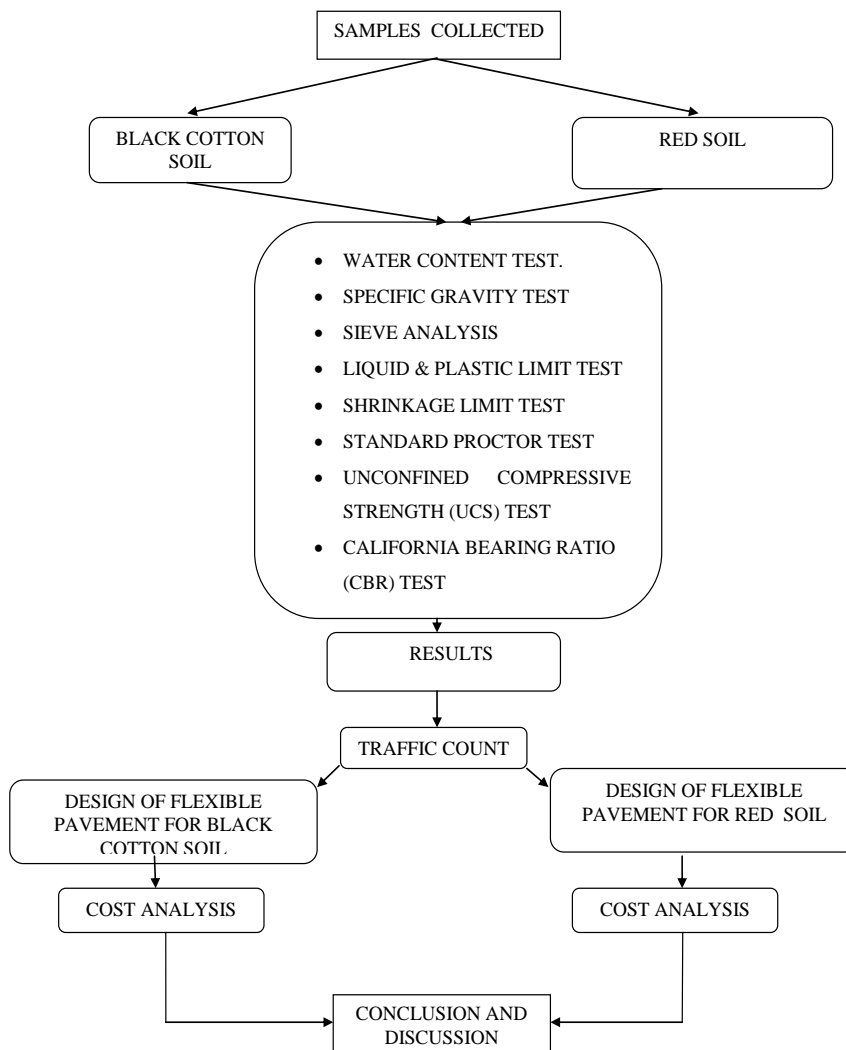 SAMPLES COLLECTED
BLACK COTTON
SOIL
RED SOIL
• WATER CONTENT TEST.
• SPECIFIC GRAVITY TEST
• SIEVE ANALYSIS
• LIQUID & PLASTIC LIMIT TEST
• SHRINKAGE LIMIT TEST
• STANDARD PROCTOR TEST
• UNCONFINED COMPRESSIVE
STRENGTH (UCS) TEST
• CALIFORNIA BEARING RATIO
(CBR) TEST
RESULTS
TRAFFIC COUNT
DESIGN OF FLEXIBLE
PAVEMENT FOR BLACK
COTTON SOIL
DESIGN OF FLEXIBLE
PAVEMENT FOR RED SOIL
COST ANALYSIS
COST ANALYSIS
CONCLUSION AND
DISCUSSION